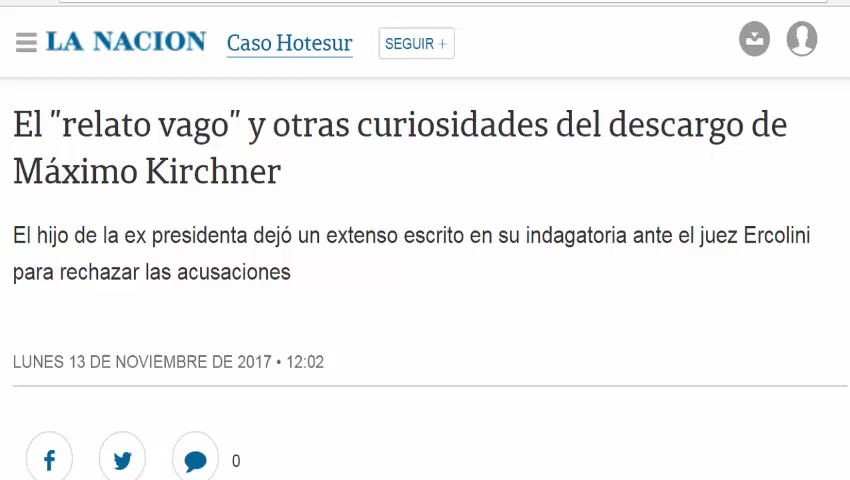 LA NACION Caso Hotesur SEGUIR +
El "relato vago" y otras curiosidades del descargo de
Máximo Kirchner
El hijo de la ex presidenta dejó un extenso escrito en su indagatoria ante el juez Ercolini
para rechazar las acusaciones
LUNES 13 DE NOVIEMBRE DE 2017 • 12:02
0